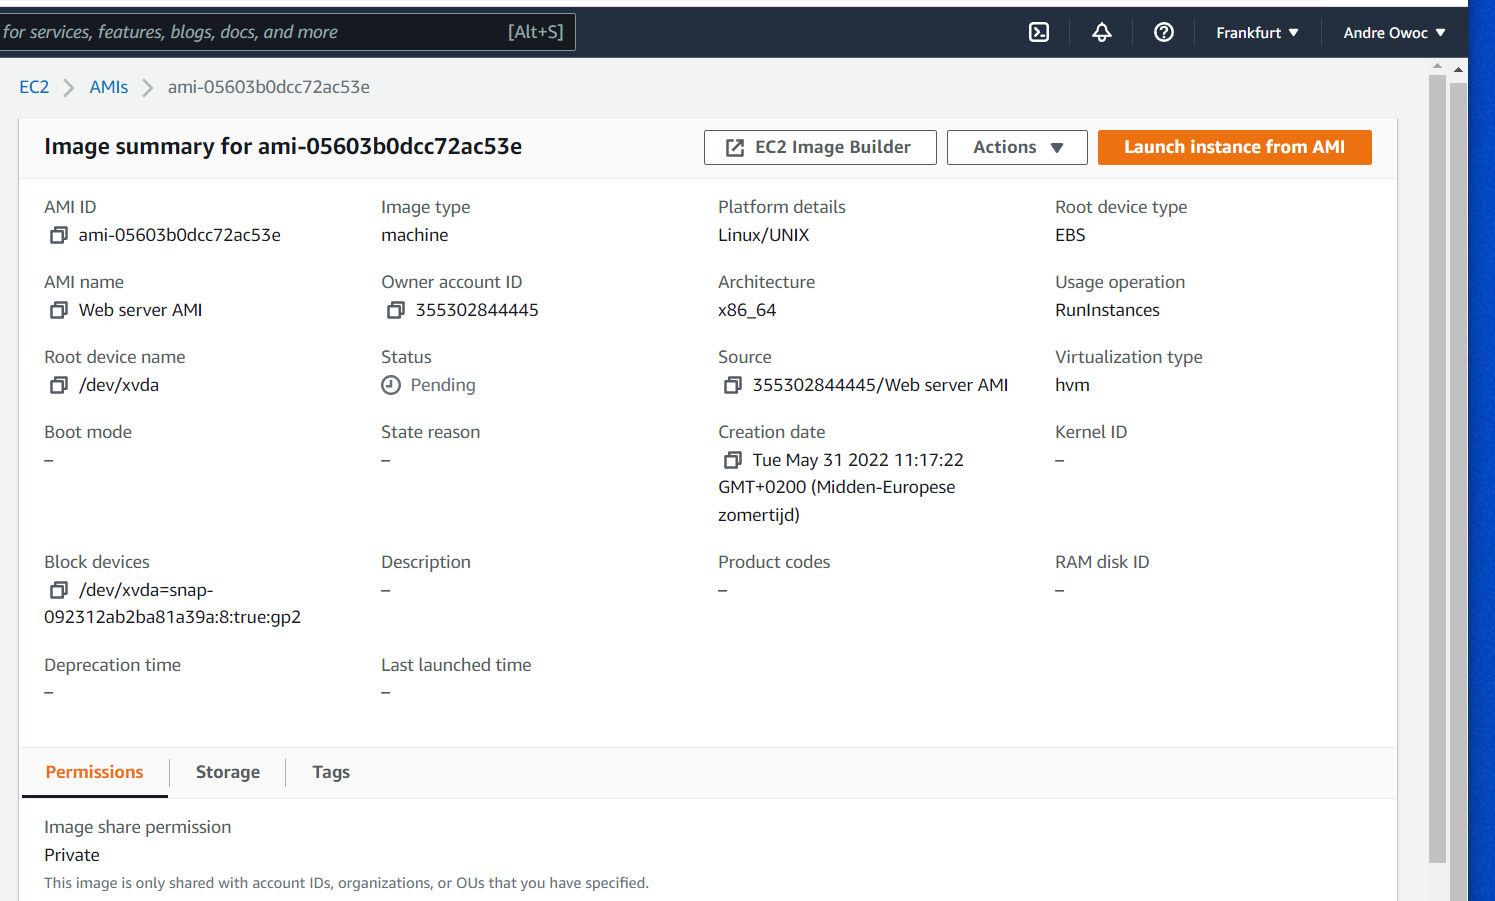 for services, features, blogs, docs, and more [Alt+S] Frankfurt ▼ Andre Owoc ▼
EC2 > AMIs > ami-05603b0dcc72ac53e
Image summary for ami-05603b0dcc72ac53e EC2 Image Builder Actions ▼ Launch instance from AMI
AMI ID Image type Platform details Root device type
ami-05603b0dcc72ac53e machine Linux/UNIX EBS
AMI name Owner account ID Architecture Usage operation
Web server AMI 355302844445 x86_64 RunInstances
Root device name Status Source Virtualization type
/dev/xvda Pending 355302844445/Web server AMI hvm
Boot mode State reason Creation date Kernel ID
– – Tue May 31 2022 11:17:22 –
GMT+0200 (Midden-Europese
zomertijd)
Block devices Description Product codes RAM disk ID
/dev/xvda=snap- – – –
092312ab2ba81a39a:8:true:gp2
Deprecation time Last launched time
– –
Permissions Storage Tags
Image share permission
Private
This image is only shared with account IDs, organizations, or OUs that you have specified.